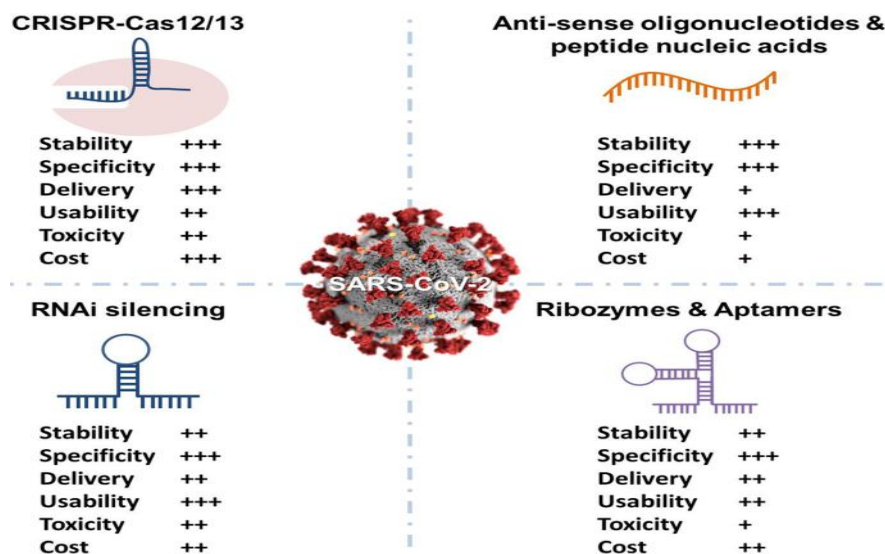 CRISPR-Cas12/13
Stability +++
Specificity +++
Delivery +++
Usability ++
Toxicity ++
Cost +++
Anti-sense oligonucleotides &
peptide nucleic acids
Stability +++
Specificity +++
Delivery +
Usability +++
Toxicity +
Cost +
SARS-CoV-2
RNAi silencing
Stability ++
Specificity +++
Delivery ++
Usability +++
Toxicity ++
Cost ++
Ribozymes & Aptamers
Stability ++
Specificity +++
Delivery ++
Usability ++
Toxicity +
Cost ++